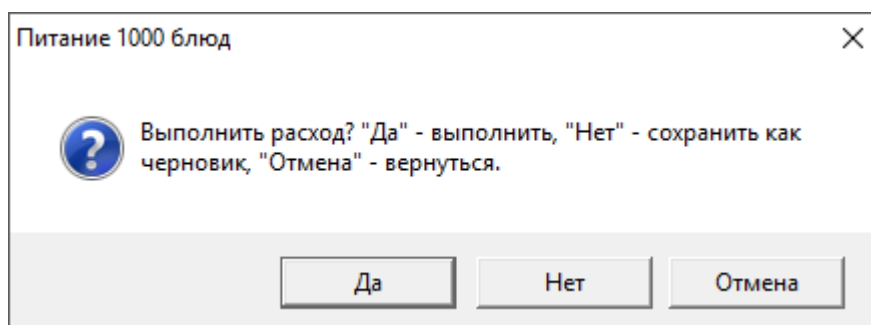 Питание 1000 блюд
Выполнить расход? "Да" - выполнить, "Нет" - сохранить как
черновик, "Отмена" - вернуться.
Да Нет Отмена